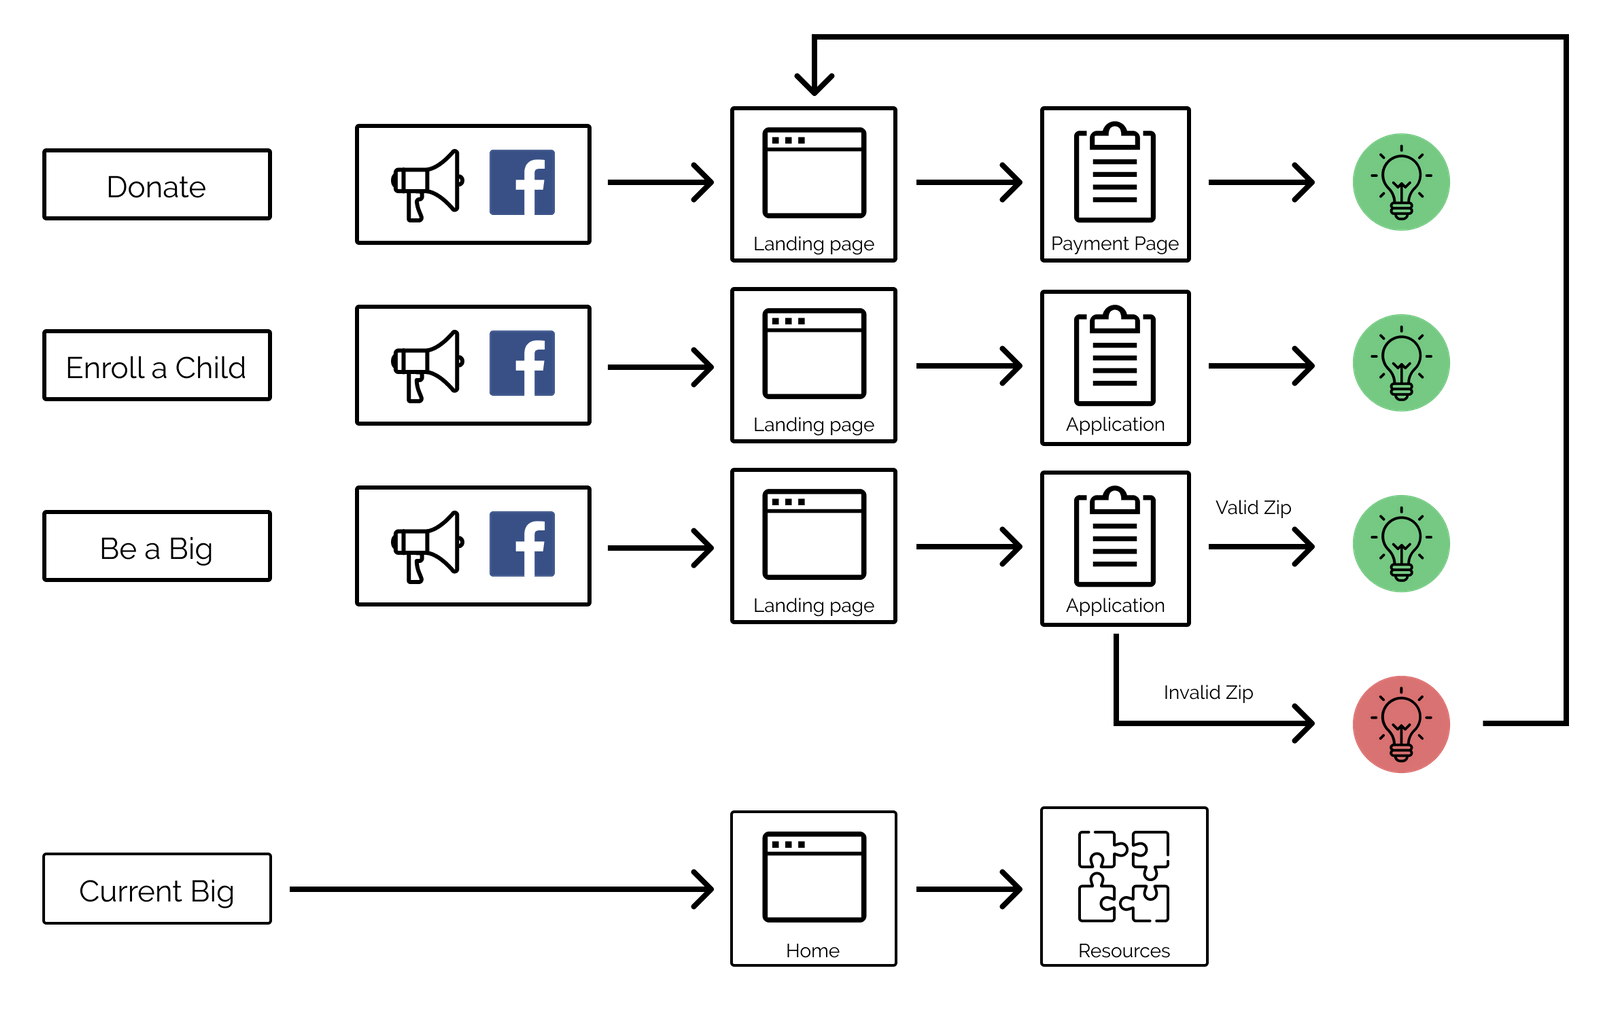 Donate
Landing page
Payment Page
Enroll a Child
Landing page
Application
Be a Big
Landing page
Application
Valid Zip
Invalid Zip
Current Big
Home
Resources